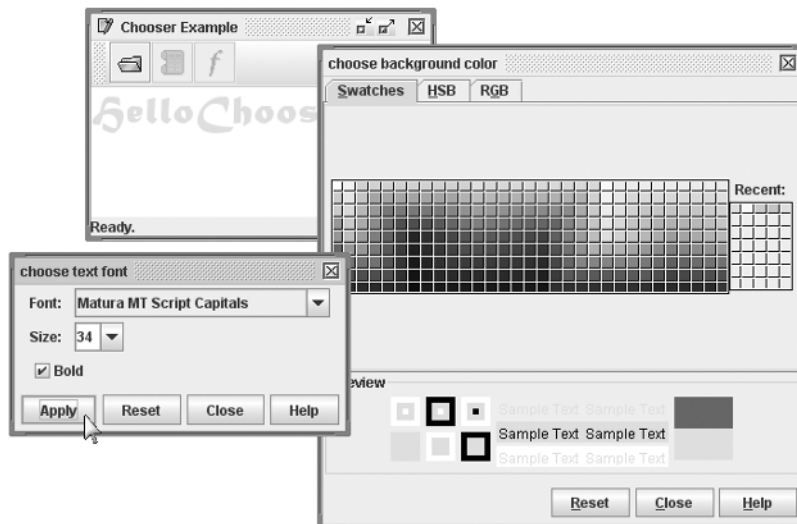 Chooser Example
f
HelloChoos
Ready.
choose background color
Swatches HSB RGB
Recent:
eview
Sample Text Sample Text
Sample Text Sample Text
Sample Text Sample Text
Reset Close Help
choose text font
Font: Matura MT Script Capitals
Size: 34
Bold
Apply Reset Close Help